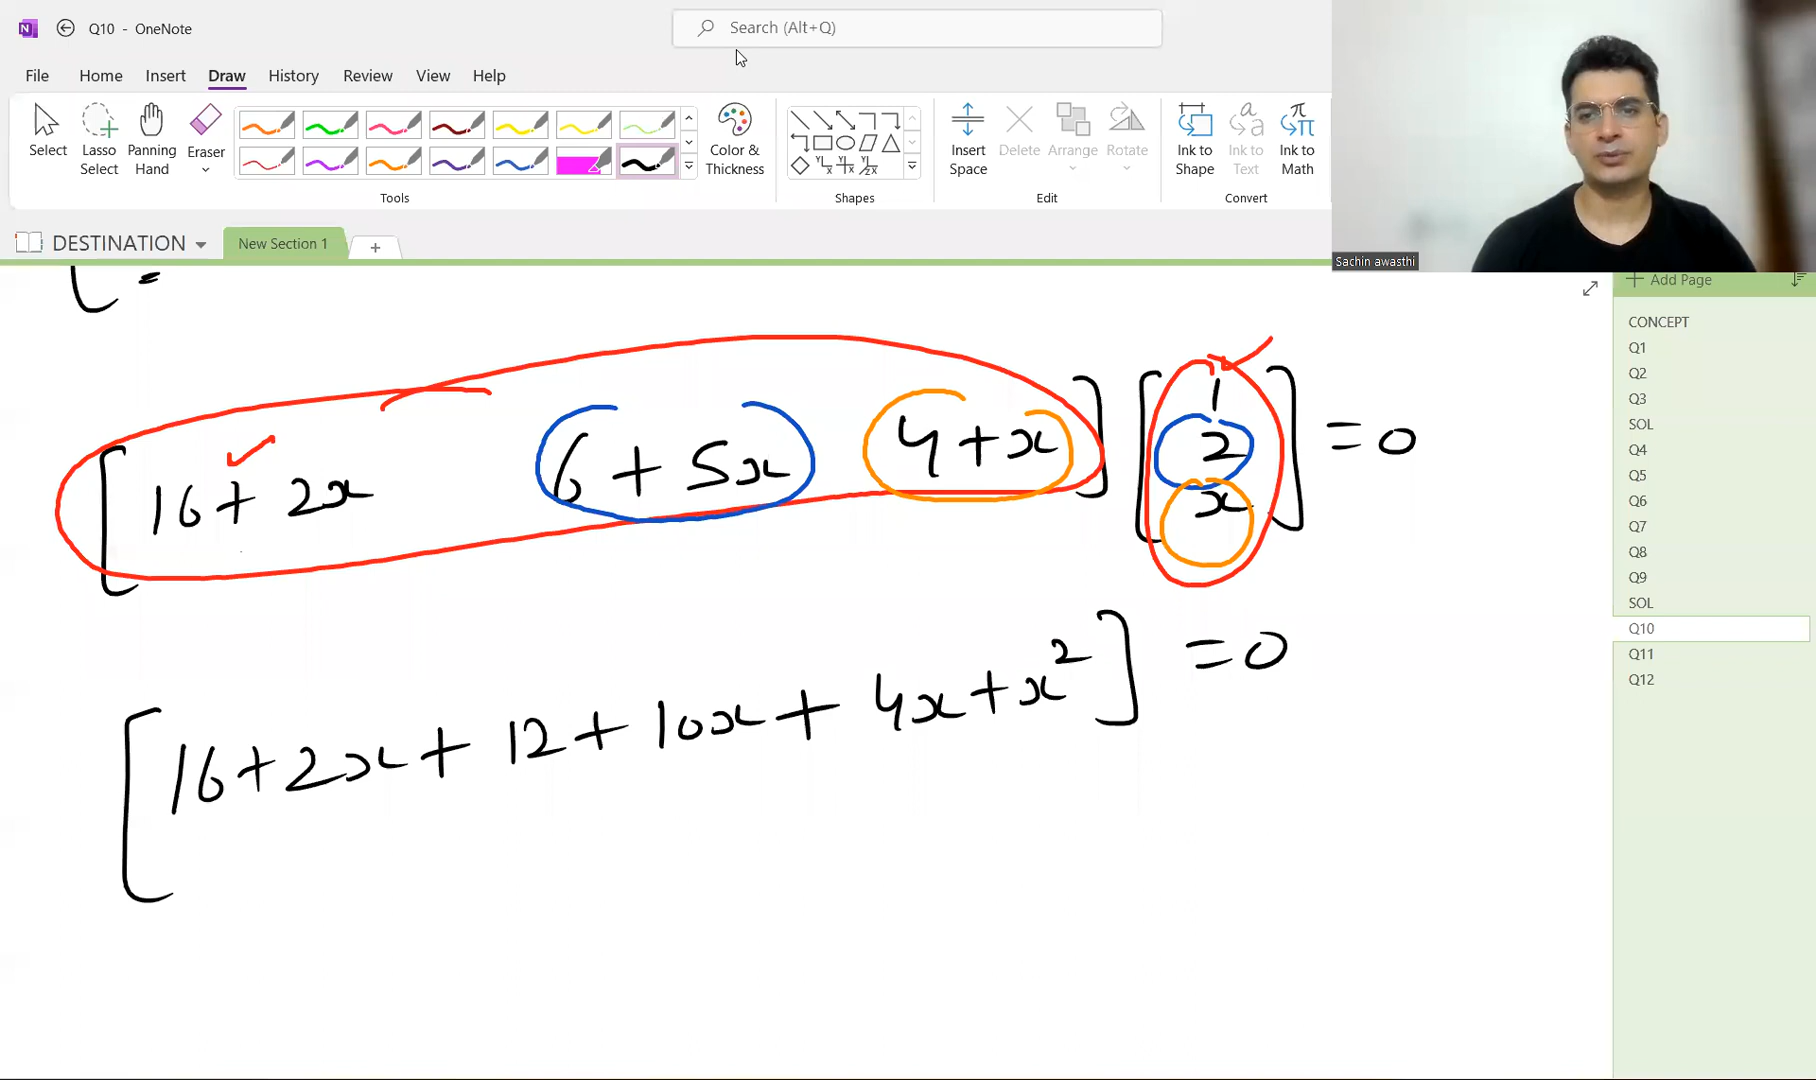 Q10 - OneNote
Search (Alt+Q)
File Home Insert Draw History Review View Help
Select Lasso Select Panning Hand Eraser Color & Thickness Insert Space Delete Arrange Rotate Ink to Shape Ink to Text Ink to Math
Tools Shapes Edit Convert
DESTINATION New Section 1 +
Sachin awasthi
Add Page
CONCEPT
Q1
Q2
Q3
SOL
Q4
Q5
Q6
Q7
Q8
Q9
SOL
Q10
Q11
Q12
[16 + 2x 6 + 5x 4 + x] [1
2
x] = 0
[16 + 2x + 12 + 10x + 4x + x²] = 0